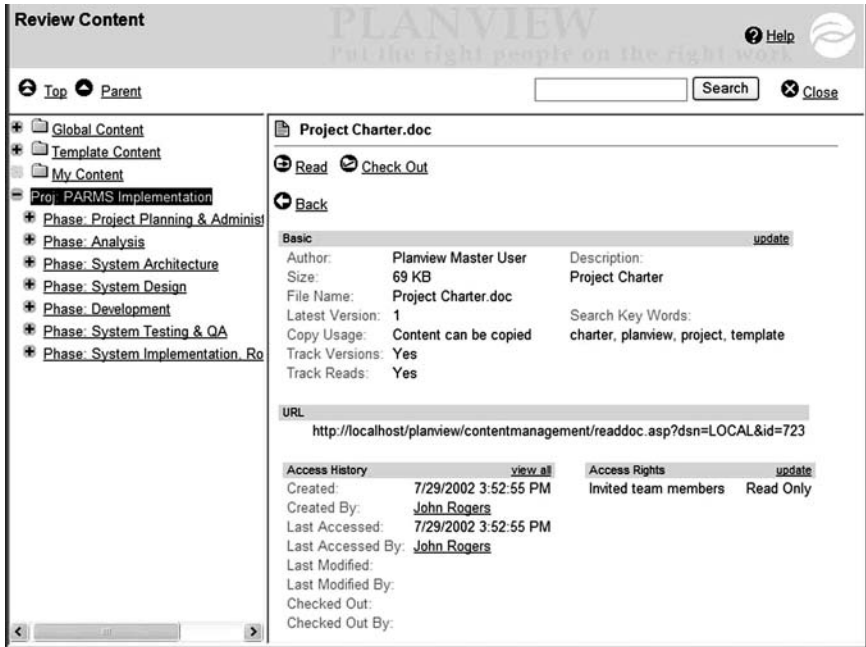 Review Content
PLANVIEW
Put the right people on the right work
Help
Top Parent
Search
Close
Global Content
Template Content
My Content
Proj: PARMS Implementation
Phase: Project Planning & Administ
Phase: Analysis
Phase: System Architecture
Phase: System Design
Phase: Development
Phase: System Testing & QA
Phase: System Implementation, Ro
Project Charter.doc
Read Check Out
Back
Basic update
Author: Planview Master User Description:
Size: 69 KB Project Charter
File Name: Project Charter.doc
Latest Version: 1 Search Key Words:
Copy Usage: Content can be copied charter, planview, project, template
Track Versions: Yes
Track Reads: Yes
URL
http://localhost/planview/contentmanagement/readdoc.asp?dsn=LOCAL&id=723
Access History view all Access Rights update
Created: 7/29/2002 3:52:55 PM Invited team members Read Only
Created By: John Rogers
Last Accessed: 7/29/2002 3:52:55 PM
Last Accessed By: John Rogers
Last Modified:
Last Modified By:
Checked Out:
Checked Out By: